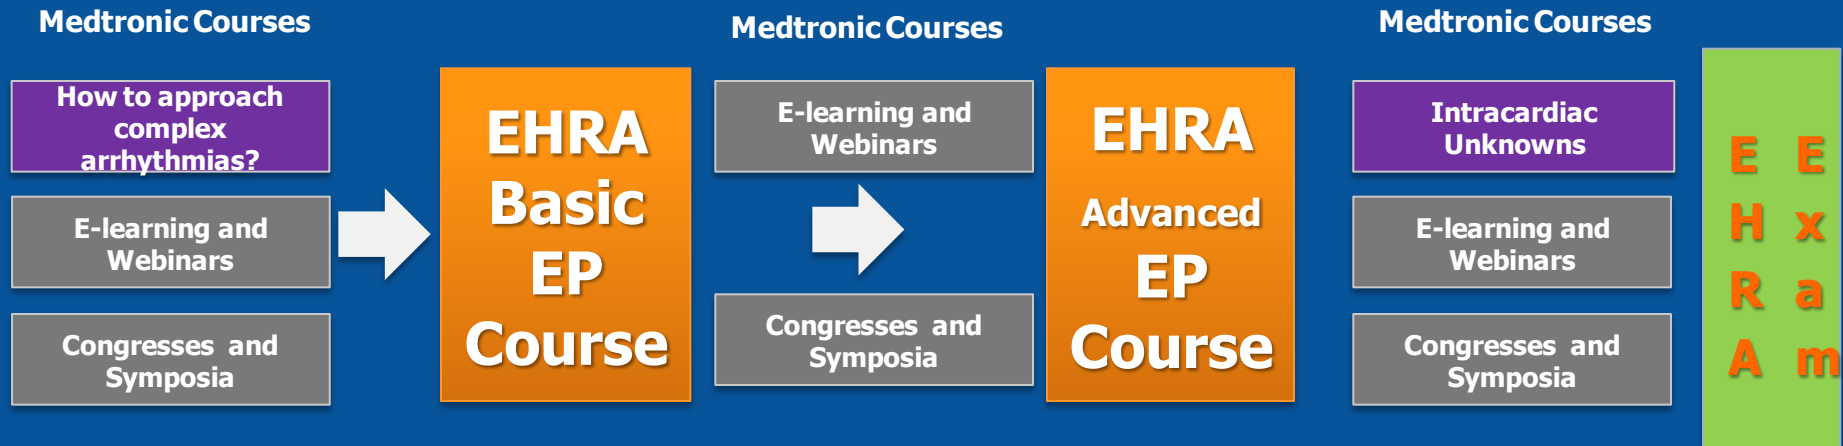 Medtronic Courses
How to approach
complex
arrhythmias?
E-learning and
Webinars
Congresses and
Symposia
EHRA
Basic
EP
Course
Medtronic Courses
E-learning and
Webinars
Congresses and
Symposia
EHRA
Advanced
EP
Course
Medtronic Courses
Intracardiac
Unknowns
E-learning and
Webinars
Congresses and
Symposia
EHRA
Exam